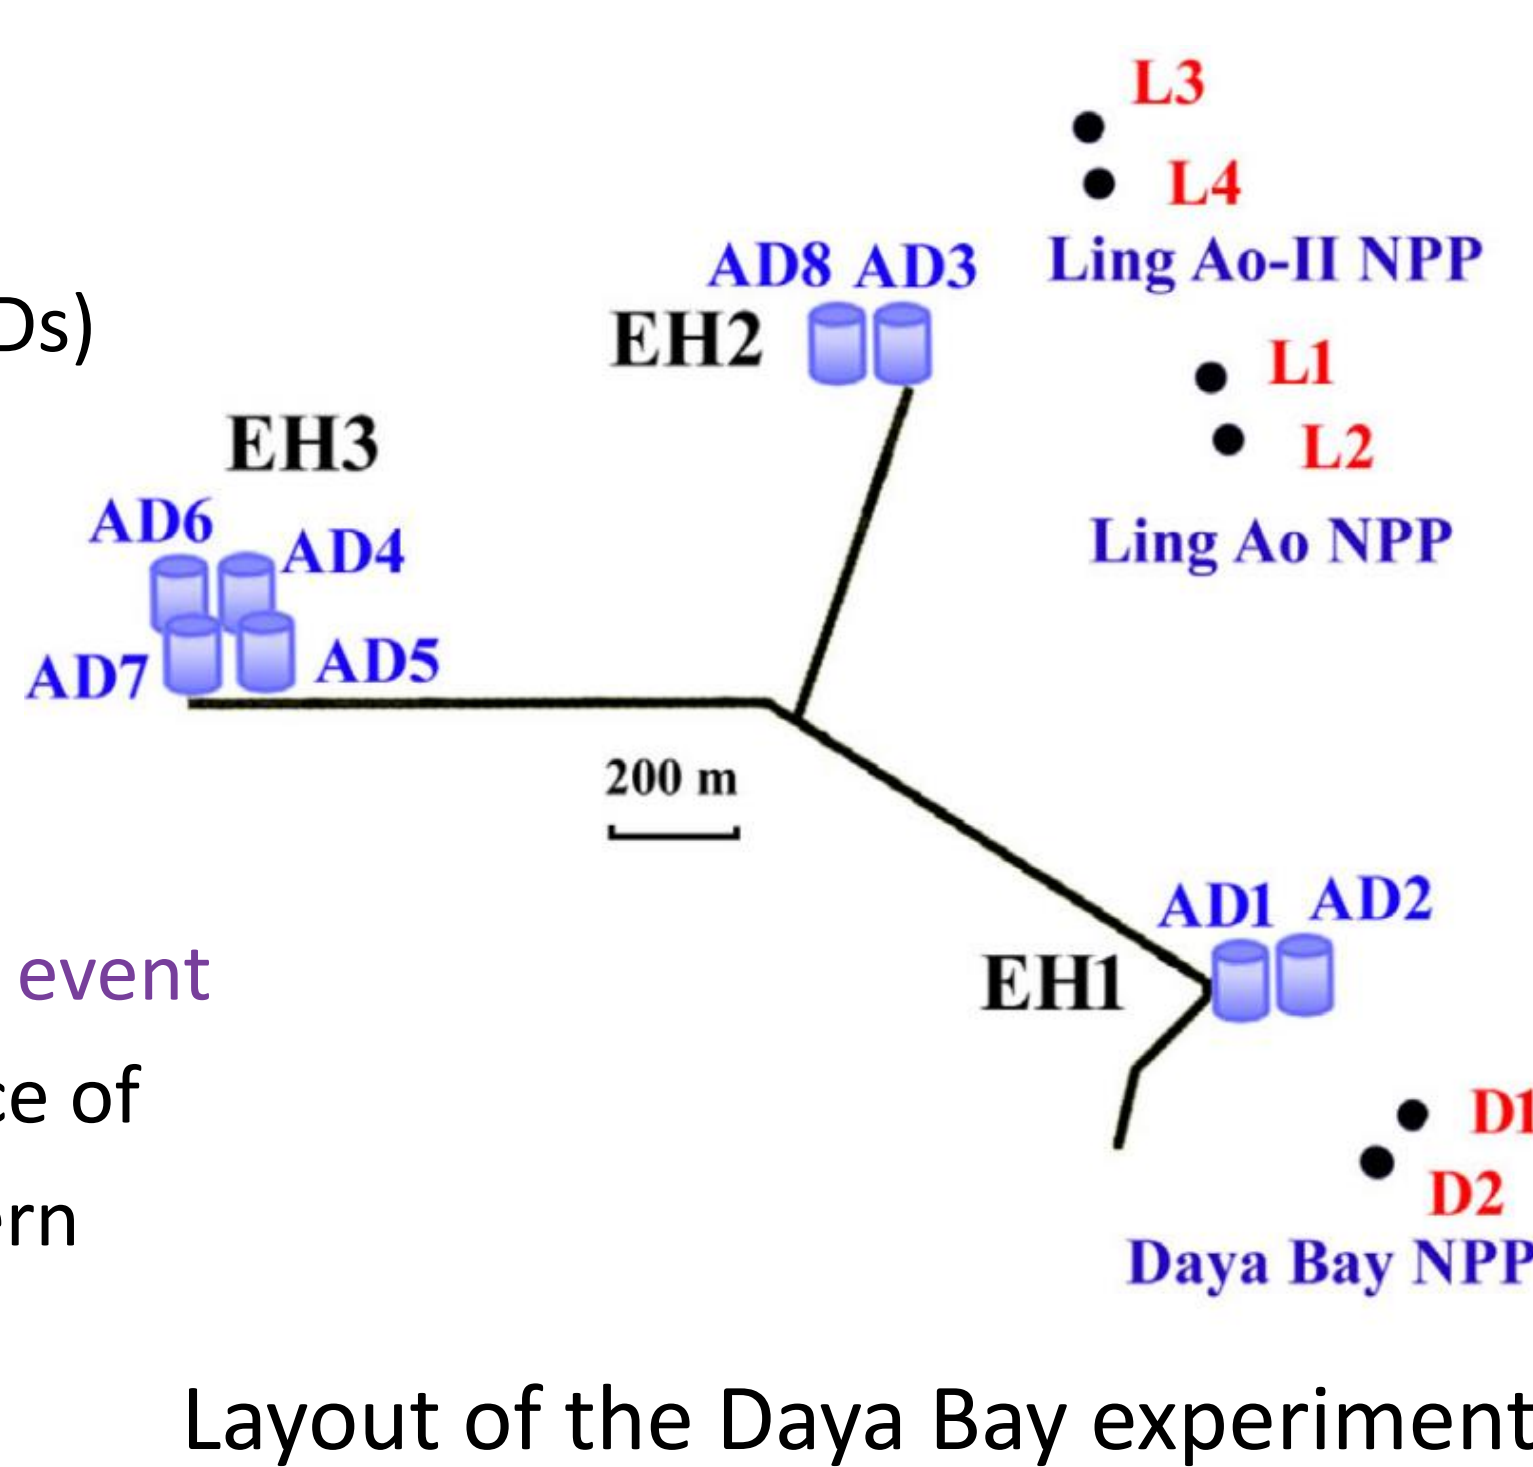 L3
L4
Ling Ao-II NPP
AD8 AD3
EH2
Ds)
L1
L2
EH3
AD6
AD4
Ling Ao NPP
AD7
AD5
200 m
AD1 AD2
EH1
event
ce of
D1
D2
ern
Daya Bay NPP
Layout of the Daya Bay experiment